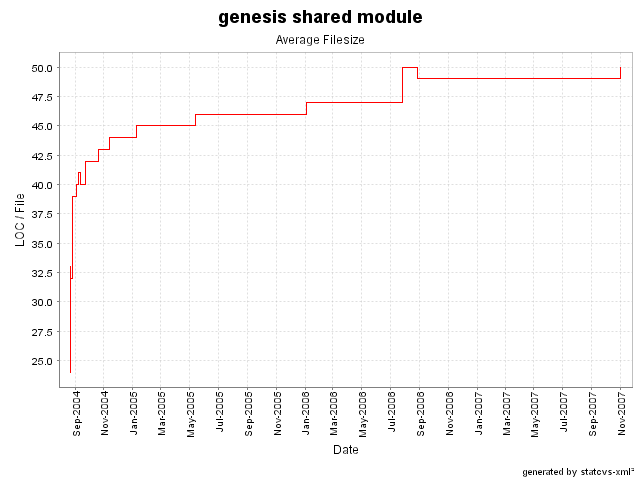 genesis shared module
Average Filesize
50.0
47.5
45.0
42.5
40.0
37.5
35.0
32.5
30.0
27.5
25.0
LOC / File
Sep-2004
Nov-2004
Jan-2005
Mar-2005
May-2005
Jul-2005
Sep-2005
Nov-2005
Jan-2006
Mar-2006
May-2006
Jul-2006
Sep-2006
Nov-2006
Jan-2007
Mar-2007
May-2007
Jul-2007
Sep-2007
Nov-2007
Date
generated by statcvs-xml²